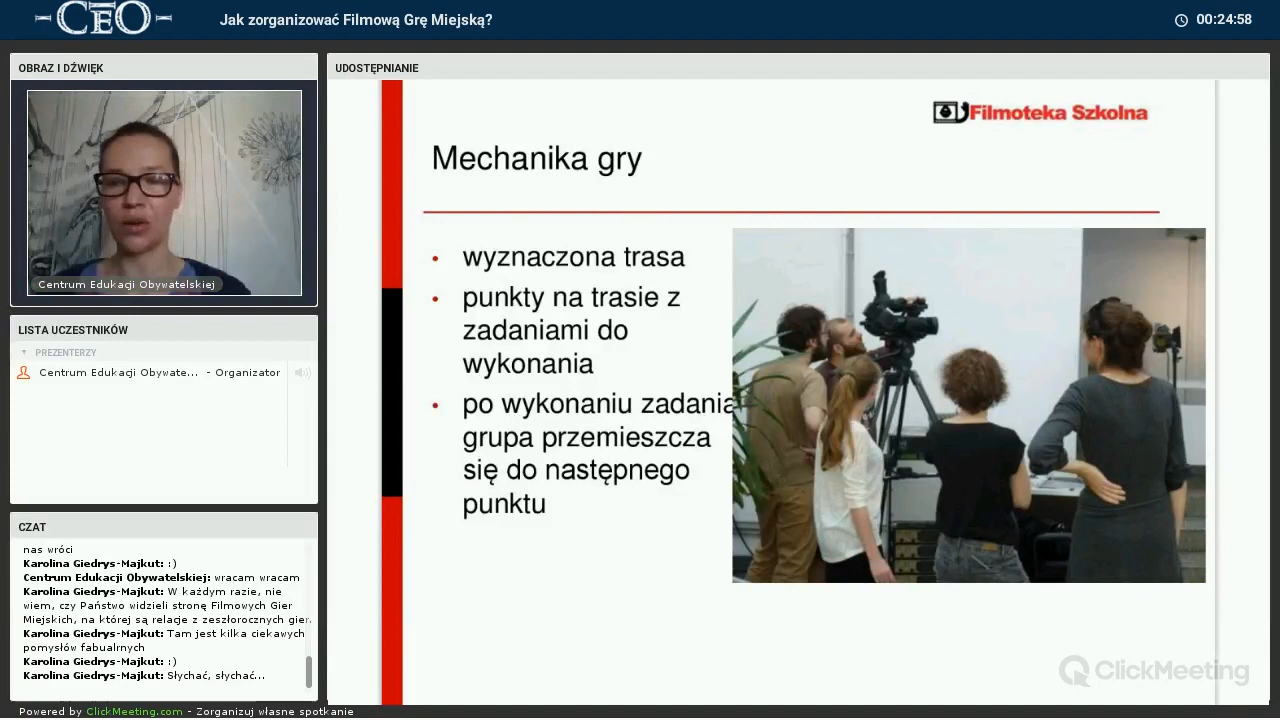 CEO
Jak zorganizować Filmową Grę Miejską?
00:24:58
OBRAZ I DŹWIĘK
Centrum Edukacji Obywatelskiej
LISTA UCZESTNIKÓW
PREZENTERZY
Centrum Edukacji Obywate... - Organizator
CZAT
nas wróci
Karolina Giedrys-Majkut: :)
Centrum Edukacji Obywatelskiej: wracam wracam
Karolina Giedrys-Majkut: W każdym razie, nie
wiem, czy Państwo widzieli stronę Filmowych Gier
Miejskich, na której są relacje z zeszłorocznych gier.
Karolina Giedrys-Majkut: Tam jest kilka ciekawych
pomysłów fabualrnych
Karolina Giedrys-Majkut: :)
Karolina Giedrys-Majkut: Słychać, słychać...
Powered by ClickMeeting.com - Zorganizuj własne spotkanie
UDOSTĘPNIANIE
Filmoteka Szkolna
Mechanika gry
• wyznaczona trasa
• punkty na trasie z
zadaniami do
wykonania
• po wykonaniu zadania
grupa przemieszcza
się do następnego
punktu
ClickMeeting